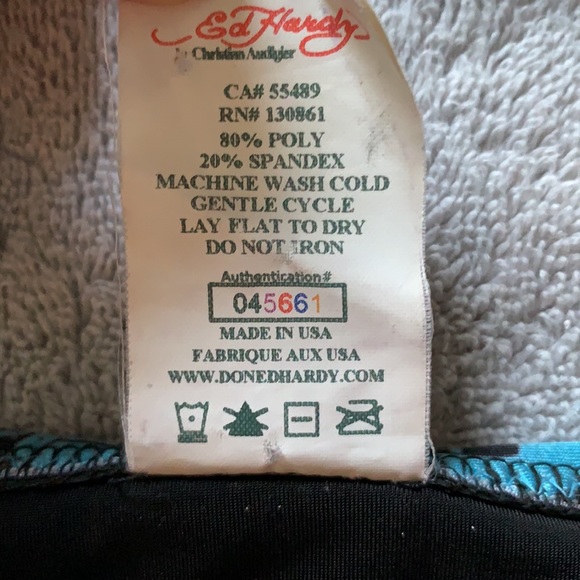 Ed Hardy
by Christian Audigier
CA# 55489
RN# 130861
80% POLY
20% SPANDEX
MACHINE WASH COLD
GENTLE CYCLE
LAY FLAT TO DRY
DO NOT IRON
Authentication#
045661
MADE IN USA
FABRIQUE AUX USA
WWW.DONEDHARDY.COM